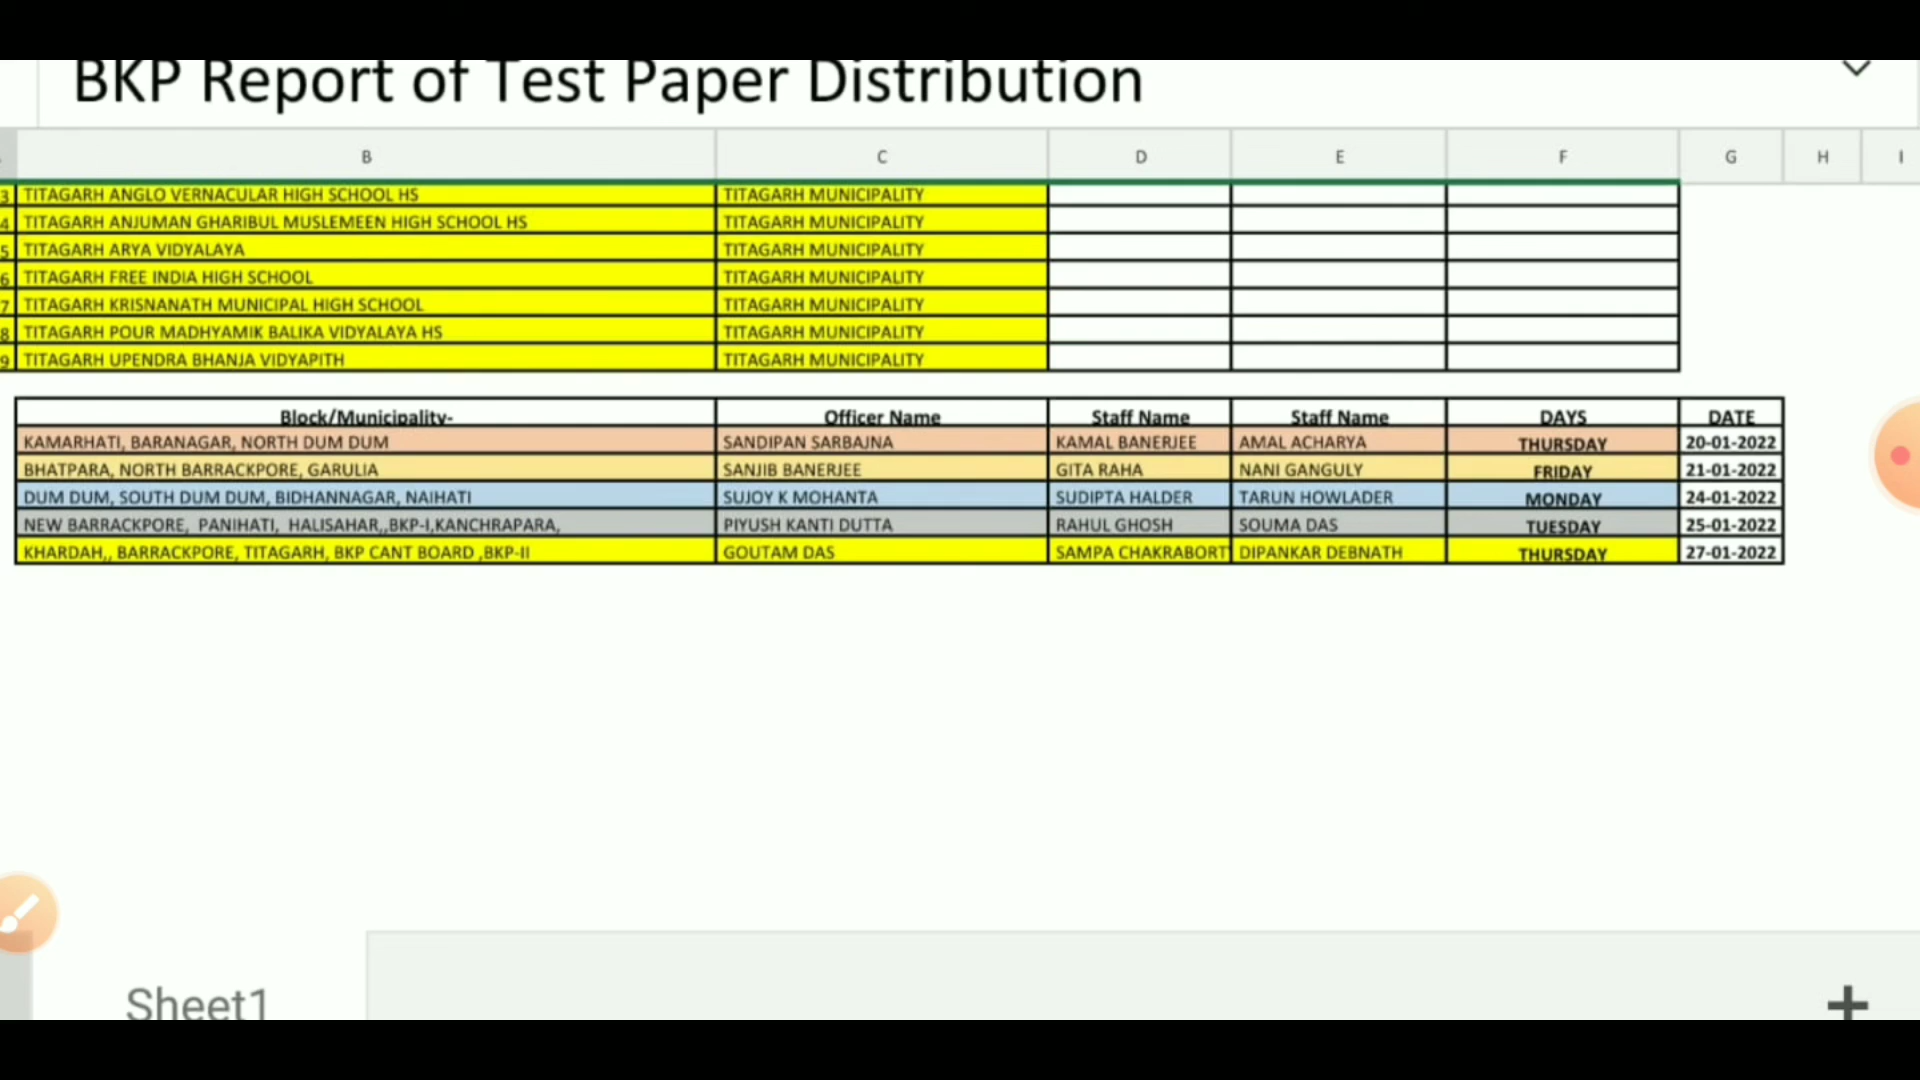 BKP Report of Test Paper Distribution
B C D E F G H I
3 TITAGARH ANGLO VERNACULAR HIGH SCHOOL HS TITAGARH MUNICIPALITY
4 TITAGARH ANJUMAN GHARIBUL MUSLEMEEN HIGH SCHOOL HS TITAGARH MUNICIPALITY
5 TITAGARH ARYA VIDYALAYA TITAGARH MUNICIPALITY
6 TITAGARH FREE INDIA HIGH SCHOOL TITAGARH MUNICIPALITY
7 TITAGARH KRISNANATH MUNICIPAL HIGH SCHOOL TITAGARH MUNICIPALITY
8 TITAGARH POUR MADHYAMIK BALIKA VIDYALAYA HS TITAGARH MUNICIPALITY
9 TITAGARH UPENDRA BHANJA VIDYAPITH TITAGARH MUNICIPALITY
Block/Municipality- Officer Name Staff Name Staff Name DAYS DATE
KAMARHATI, BARANAGAR, NORTH DUM DUM SANDIPAN SARBAJNA KAMAL BANERJEE AMAL ACHARYA THURSDAY 20-01-2022
BHATPARA, NORTH BARRACKPORE, GARULIA SANJIB BANERJEE GITA RAHA NANI GANGULY FRIDAY 21-01-2022
DUM DUM, SOUTH DUM DUM, BIDHANNAGAR, NAIHATI SUJOY K MOHANTA SUDIPTA HALDER TARUN HOWLADER MONDAY 24-01-2022
NEW BARRACKPORE, PANIHATI, HALISAHAR,,BKP-I,KANCHRAPARA, PIYUSH KANTI DUTTA RAHUL GHOSH SOUMA DAS TUESDAY 25-01-2022
KHARDAH,, BARRACKPORE, TITAGARH, BKP CANT BOARD ,BKP-II GOUTAM DAS SAMPA CHAKRABORT DIPANKAR DEBNATH THURSDAY 27-01-2022
Sheet1